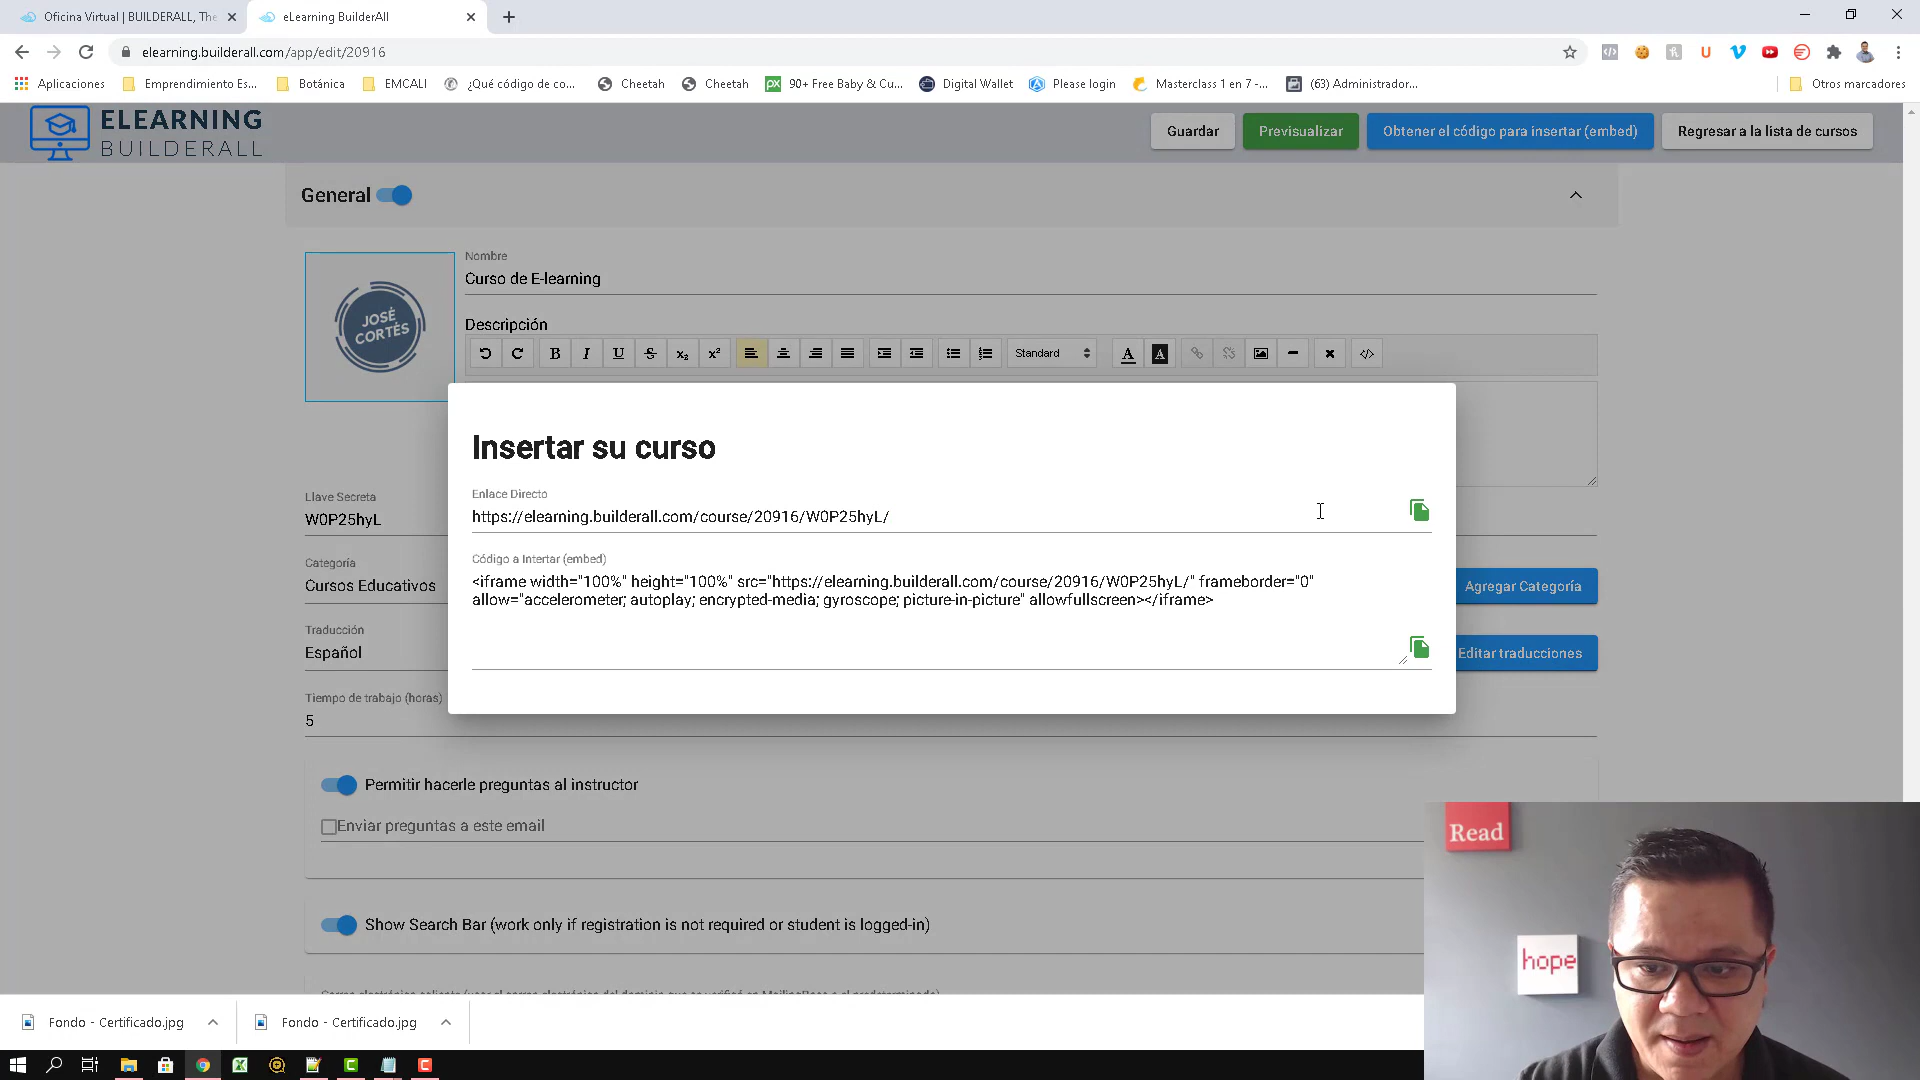 Oficina Virtual | BUILDERALL, The
eLearning BuilderAll
elearning.builderall.com/app/edit/20916
Aplicaciones
Emprendimiento Es...
Botánica
EMCALI
¿Qué código de co...
Cheetah
Cheetah
90+ Free Baby & Cu...
Digital Wallet
Please login
Masterclass 1 en 7 -...
(63) Administrador...
Otros marcadores
ELEARNING
BUILDERALL
Guardar
Previsualizar
Obtener el código para insertar (embed)
Regresar a la lista de cursos
General
JOSÉ
CORTÉS
Nombre
Curso de E-learning
Descripción
Standard
Insertar su curso
Enlace Directo
https://elearning.builderall.com/course/20916/W0P25hyL/
Código a Intertar (embed)
<iframe width="100%" height="100%" src="https://elearning.builderall.com/course/20916/W0P25hyL/" frameborder="0"
allow="accelerometer; autoplay; encrypted-media; gyroscope; picture-in-picture" allowfullscreen></iframe>
Llave Secreta
W0P25hyL
Categoría
Cursos Educativos
Agregar Categoría
Traducción
Español
Editar traducciones
Tiempo de trabajo (horas)
5
Permitir hacerle preguntas al instructor
Enviar preguntas a este email
Show Search Bar (work only if registration is not required or student is logged-in)
Read
hope
Fondo - Certificado.jpg
Fondo - Certificado.jpg